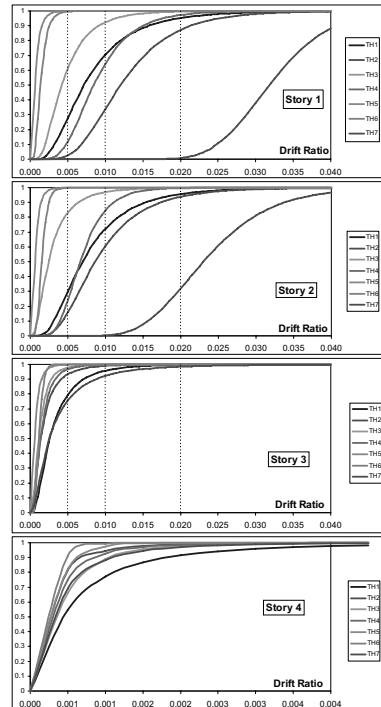 1
0.9
0.8
0.7
0.6
0.5
0.4
0.3
0.2
0.1
0
Story 1
Drift Ratio
TH1
TH2
TH3
TH4
TH5
TH6
TH7
0.000 0.005 0.010 0.015 0.020 0.025 0.030 0.035 0.040
1
0.9
0.8
0.7
0.6
0.5
0.4
0.3
0.2
0.1
0
Story 2
Drift Ratio
TH1
TH2
TH3
TH4
TH5
TH6
TH7
0.000 0.005 0.010 0.015 0.020 0.025 0.030 0.035 0.040
1
0.9
0.8
0.7
0.6
0.5
0.4
0.3
0.2
0.1
0
Story 3
Drift Ratio
TH1
TH2
TH3
TH4
TH5
TH6
TH7
0.000 0.005 0.010 0.015 0.020 0.025 0.030 0.035 0.040
1
0.9
0.8
0.7
0.6
0.5
0.4
0.3
0.2
0.1
0
Story 4
Drift Ratio
TH1
TH2
TH3
TH4
TH5
TH6
TH7
0.000 0.001 0.001 0.002 0.002 0.003 0.003 0.004 0.004